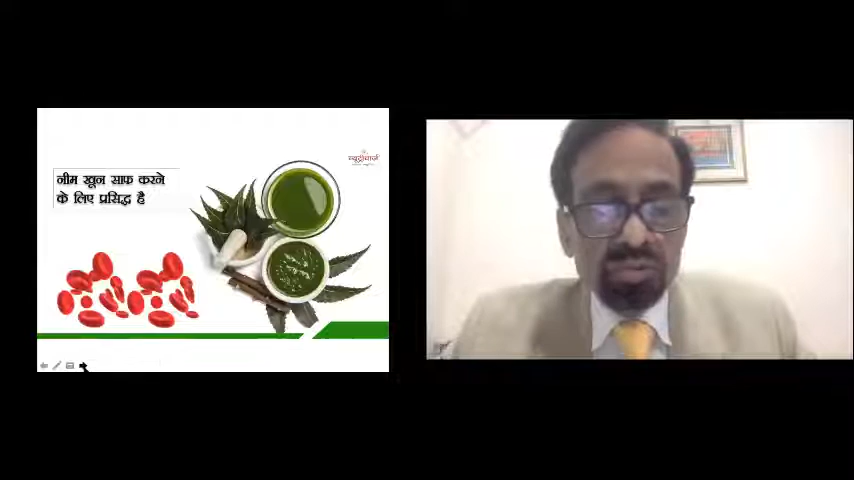 नीम खून साफ करने
के लिए प्रसिद्ध है
न्यूट्रीचार्ज